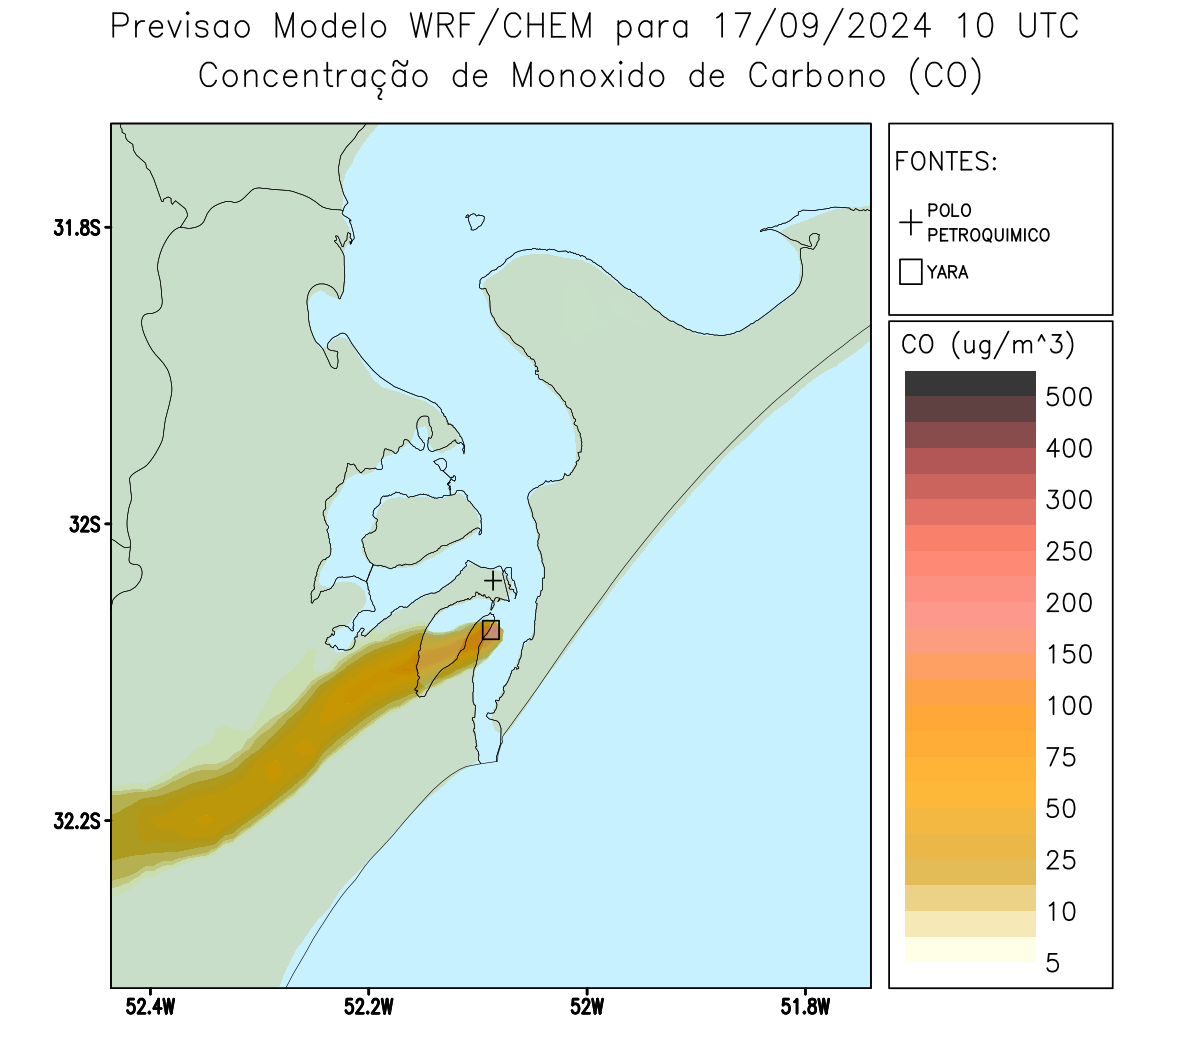 Previsao Modelo WRF/CHEM para 17/09/2024 10 UTC
Concentração de Monoxido de Carbono (CO)
FONTES:
POLO
PETROQUIMICO
YARA
CO (ug/m^3)
500
400
300
250
200
150
100
75
50
25
10
5
31.8S
32S
32.2S
52.4W
52.2W
52W
51.8W